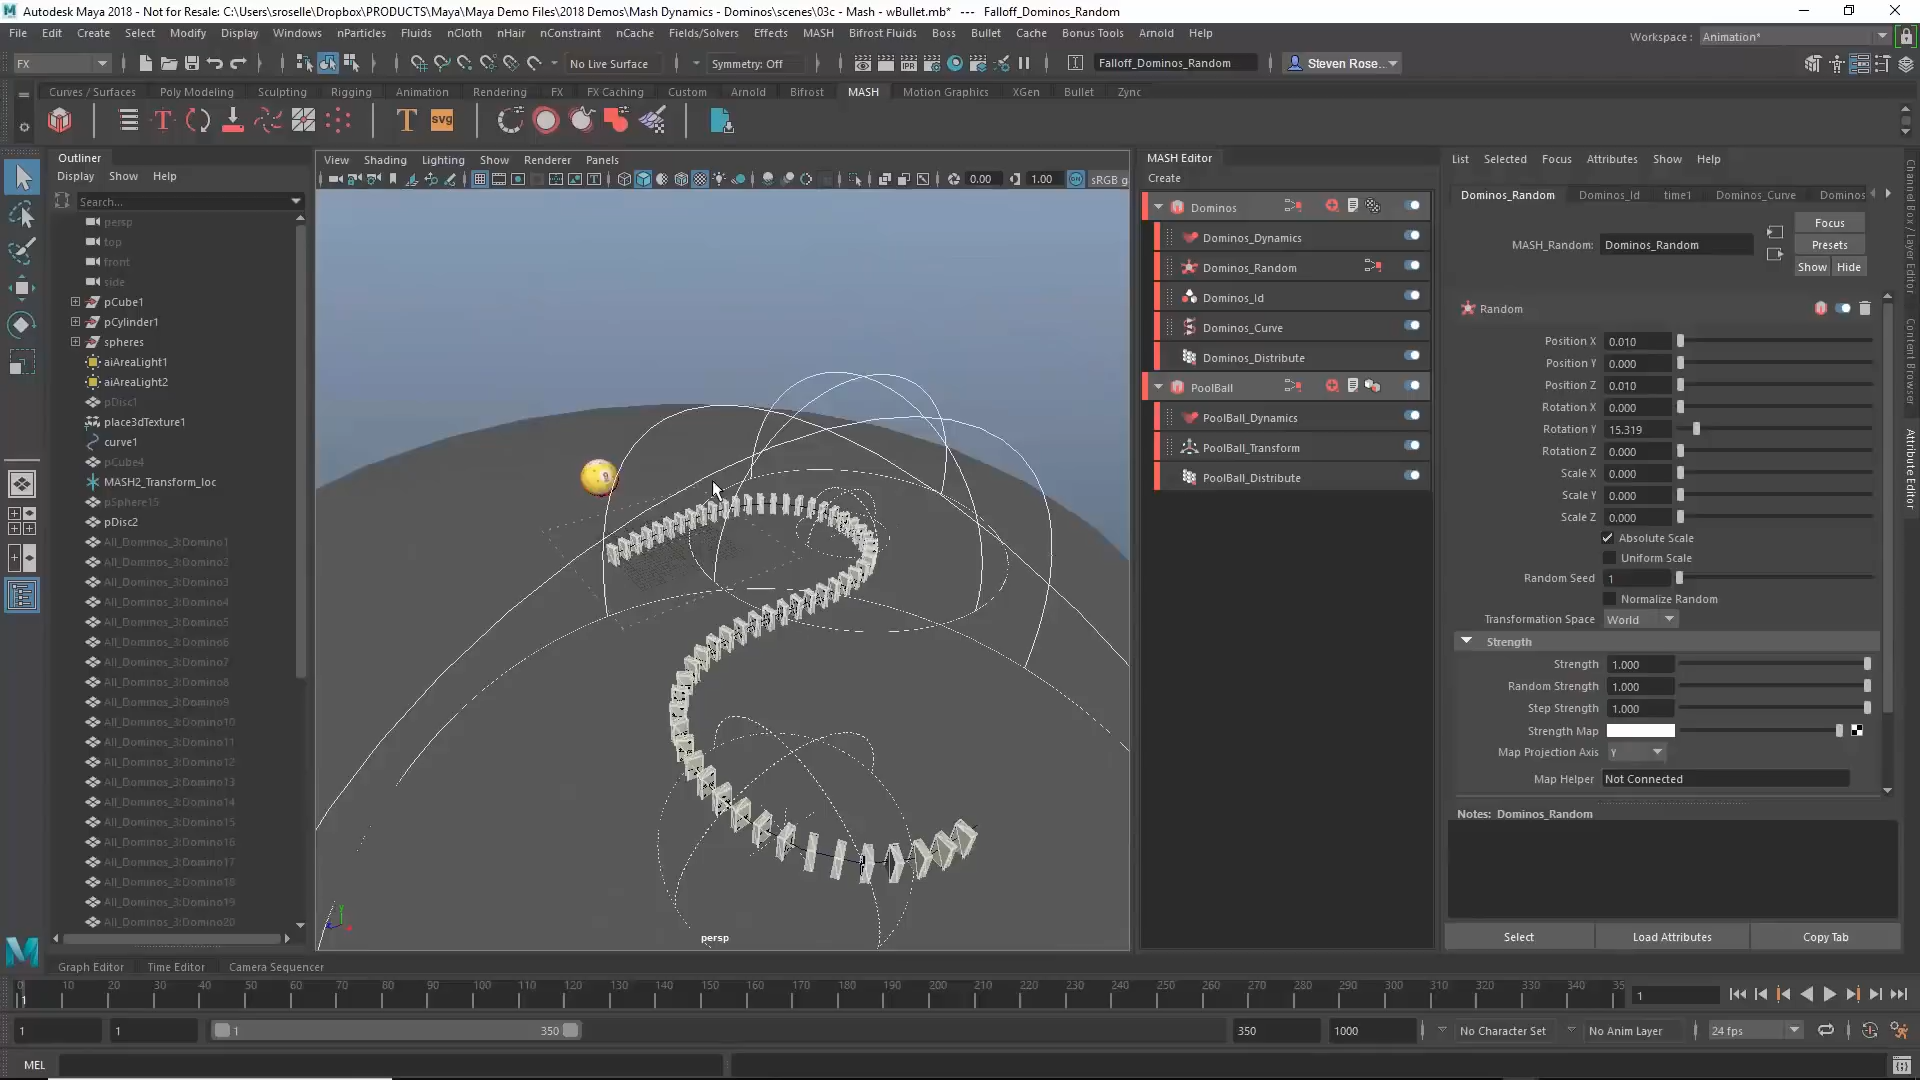 Autodesk Maya 2018 - Not for Resale: C:\Users\sroselle\Dropbox\PRODUCTS\Maya\Maya Demo Files\2018 Demos\Mash Dynamics - Dominos\scenes\03c - Mash - wBullet.mb* --- Falloff_Dominos_Random
File Edit Create Select Modify Display Windows nParticles Fluids nCloth nHair nConstraint nCache Fields/Solvers Effects MASH Bifrost Fluids Boss Bullet Cache Bonus Tools Arnold Help
Workspace : Animation*
FX No Live Surface Symmetry: Off IPR Falloff_Dominos_Random Steven Rose..
Curves / Surfaces Poly Modeling Sculpting Rigging Animation Rendering FX FX Caching Custom Arnold Bifrost MASH Motion Graphics XGen Bullet Zync
T T svg
Outliner
Display Show Help
Search...
persp
top
front
side
pCube1
pCylinder1
spheres
aiAreaLight1
aiAreaLight2
pDisc1
place3dTexture1
curve1
pCube4
MASH2_Transform_loc
pSphere15
pDisc2
All_Dominos_3:Domino1
All_Dominos_3:Domino2
All_Dominos_3:Domino3
All_Dominos_3:Domino4
All_Dominos_3:Domino5
All_Dominos_3:Domino6
All_Dominos_3:Domino7
All_Dominos_3:Domino8
All_Dominos_3:Domino9
All_Dominos_3:Domino10
All_Dominos_3:Domino11
All_Dominos_3:Domino12
All_Dominos_3:Domino13
All_Dominos_3:Domino14
All_Dominos_3:Domino15
All_Dominos_3:Domino16
All_Dominos_3:Domino17
All_Dominos_3:Domino18
All_Dominos_3:Domino19
All_Dominos_3:Domino20
View Shading Lighting Show Renderer Panels
0.00 1.00 sRGB g
persp
MASH Editor
Create
Dominos
Dominos_Dynamics
Dominos_Random
Dominos_Id
Dominos_Curve
Dominos_Distribute
PoolBall
PoolBall_Dynamics
PoolBall_Transform
PoolBall_Distribute
List Selected Focus Attributes Show Help
Dominos_Random Dominos_Id time1 Dominos_Curve Dominos
MASH_Random: Dominos_Random
Focus
Presets
Show Hide
Random
Position X 0.010
Position Y 0.000
Position Z 0.010
Rotation X 0.000
Rotation Y 15.319
Rotation Z 0.000
Scale X 0.000
Scale Y 0.000
Scale Z 0.000
Absolute Scale
Uniform Scale
Random Seed 1
Normalize Random
Transformation Space World
Strength
Strength 1.000
Random Strength 1.000
Step Strength 1.000
Strength Map
Map Projection Axis Y
Map Helper Not Connected
Notes: Dominos_Random
Select Load Attributes Copy Tab
Channel Box / Layer Editor
Content Browser
Attribute Editor
Graph Editor Time Editor Camera Sequencer
0 10 20 30 40 50 60 70 80 90 100 110 120 130 140 150 160 170 180 190 200 210 220 230 240 250 260 270 280 290 300 310 320 330 340 35
1 1
1 1 1 350 350 1000 No Character Set No Anim Layer 24 fps
MEL